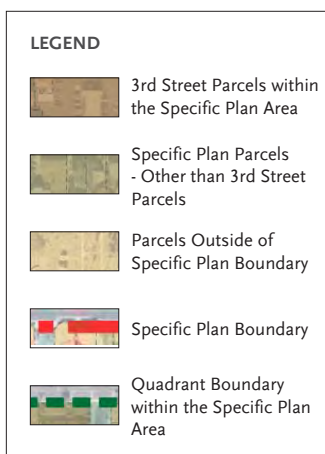 LEGEND
3rd Street Parcels within
the Specific Plan Area
Specific Plan Parcels
- Other than 3rd Street
Parcels
Parcels Outside of
Specific Plan Boundary
Specific Plan Boundary
Quadrant Boundary
within the Specific Plan
Area